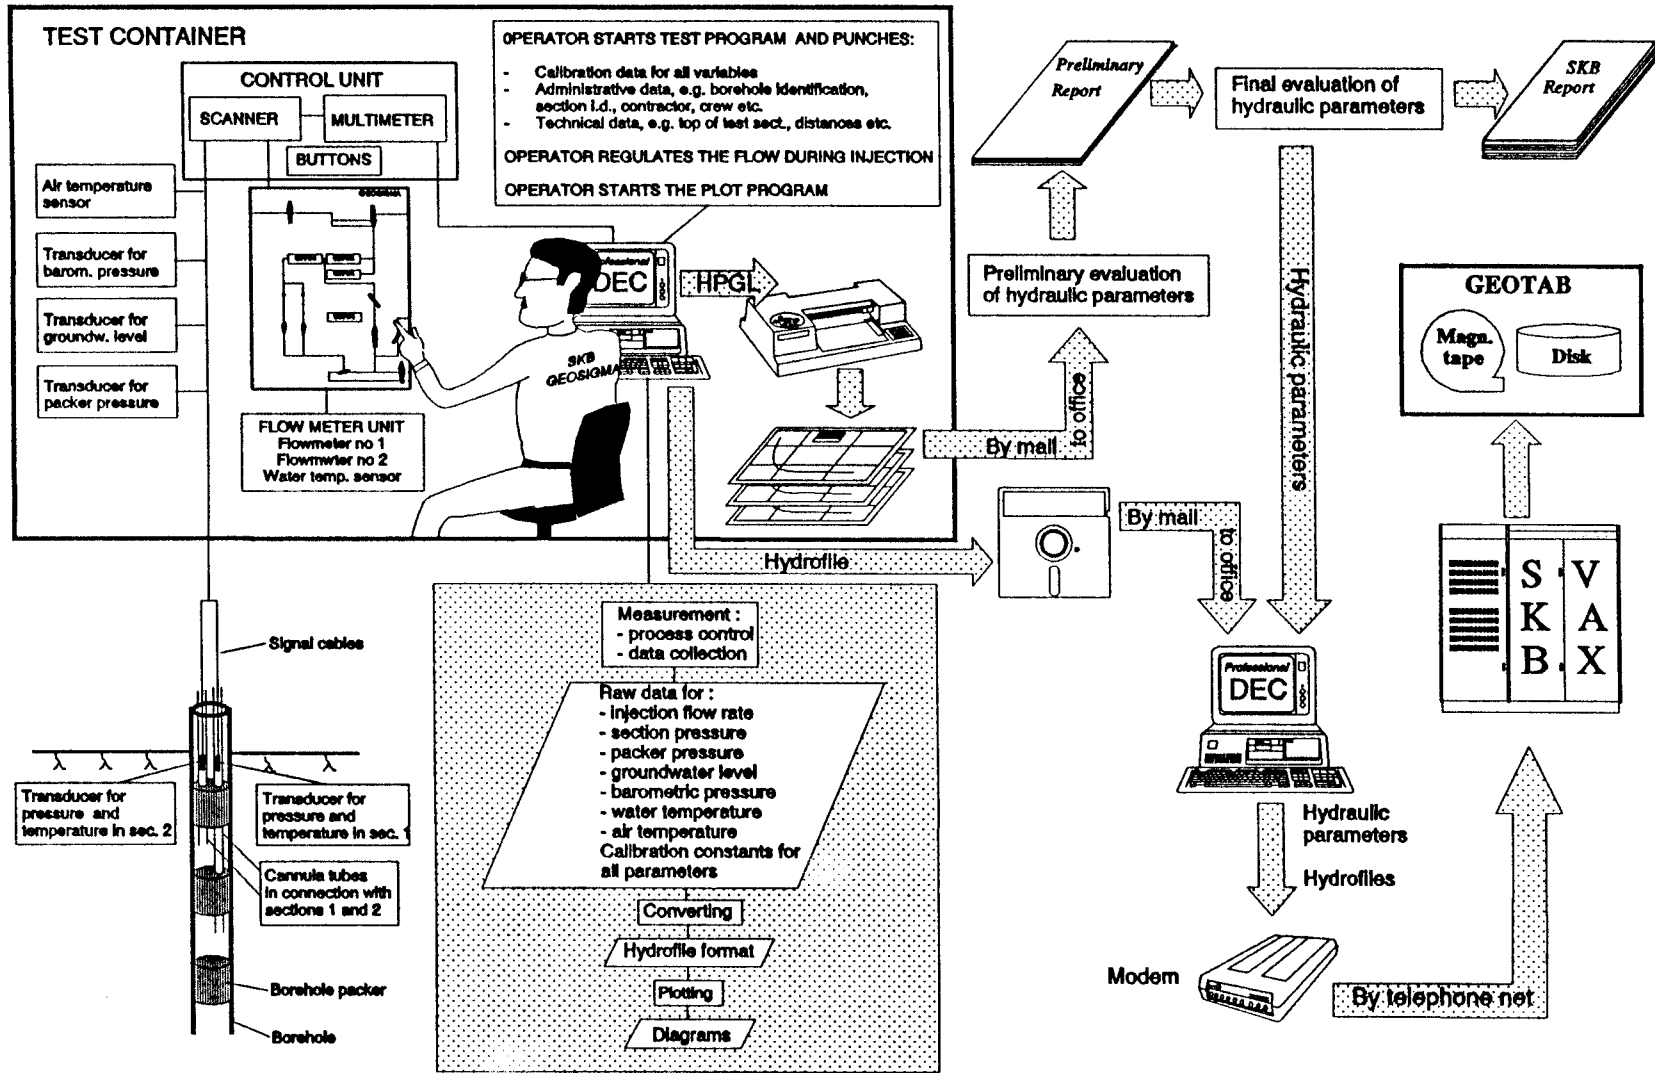 TEST CONTAINER
CONTROL UNIT
SCANNER
MULTIMETER
BUTTONS
OPERATOR STARTS TEST PROGRAM AND PUNCHES:
- Calibration data for all variables
- Administrative data, e.g. borehole identification,
section i.d., contractor, crew etc.
- Technical data, e.g. top of test sect., distances etc.
OPERATOR REGULATES THE FLOW DURING INJECTION
OPERATOR STARTS THE PLOT PROGRAM
Air temperature
sensor
Transducer for
barom. pressure
Transducer for
groundw. level
Transducer for
packer pressure
GEOSIGMA
FLOW METER UNIT
Flowmeter no 1
Flowmwter no 2
Water temp. sensor
DEC
SKB
GEOSIGMA
HPGL
By mail
to office
Preliminary evaluation
of hydraulic parameters
Preliminary
Report
Final evaluation of
hydraulic parameters
SKB
Report
Hydraulic parameters
GEOTAB
Magn.
tape
Disk
Hydrofile
By mail
to office
SKB
VAX
Professional
DEC
Hydraulic
parameters
Hydrofiles
Modem
By telephone net
Measurement :
- process control
- data collection
Raw data for :
- injection flow rate
- section pressure
- packer pressure
- groundwater level
- barometric pressure
- water temperature
- air temperature
Calibration constants for
all parameters
Converting
Hydrofile format
Plotting
Diagrams
Signal cables
Transducer for
pressure and
temperature in sec. 2
Transducer for
pressure and
temperature in sec. 1
Cannula tubes
in connection with
sections 1 and 2
Borehole packer
Borehole